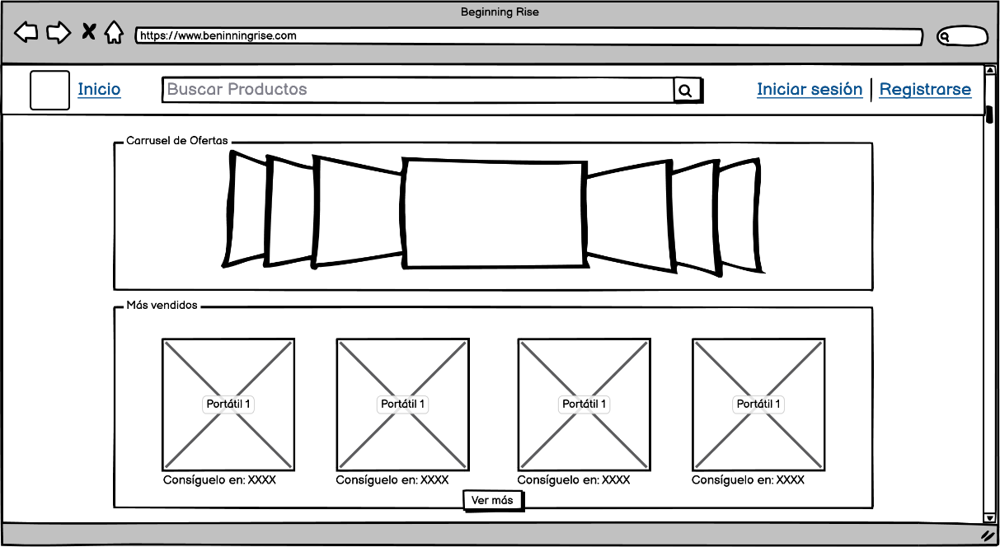 Beginning Rise
https://www.beninningrise.com
Inicio
Buscar Productos
Iniciar sesión
Registrarse
Carrusel de Ofertas
Más vendidos
Portátil 1
Portátil 1
Portátil 1
Portátil 1
Consíguelo en: XXXX
Consíguelo en: XXXX
Consíguelo en: XXXX
Consíguelo en: XXXX
Ver más